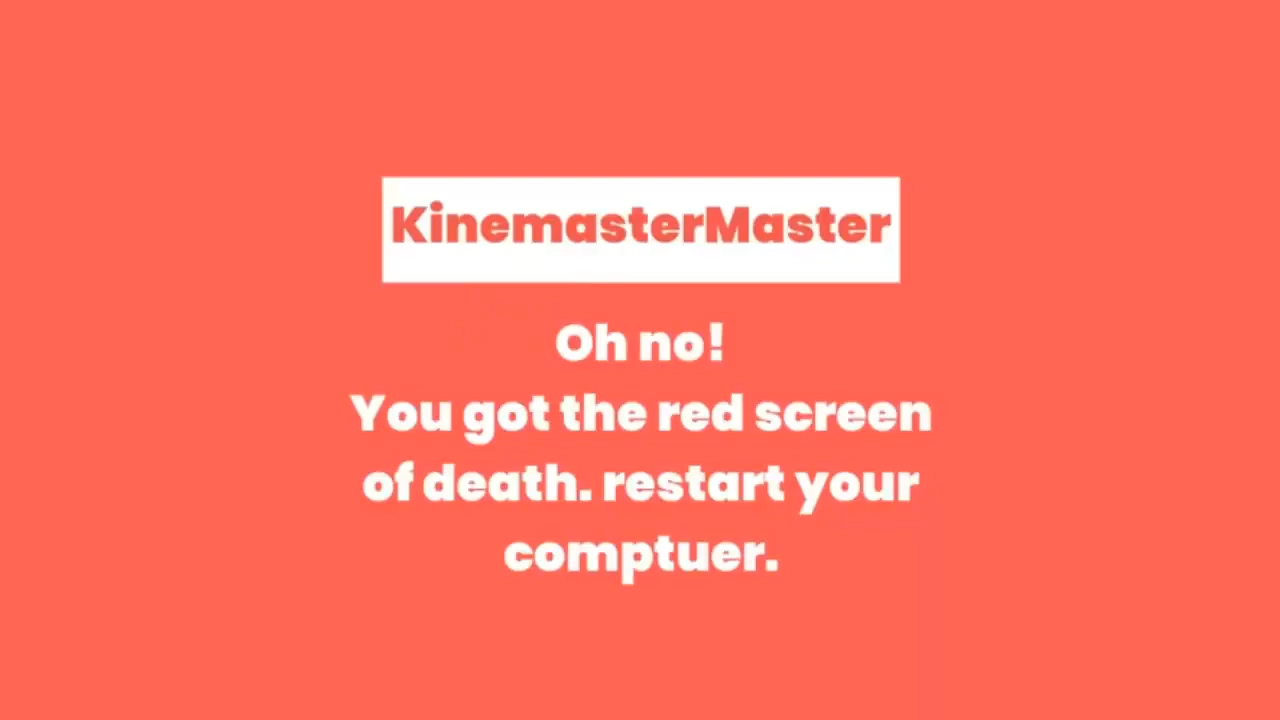 KinemasterMaster
Oh no!
You got the red screen
of death. restart your
comptuer.